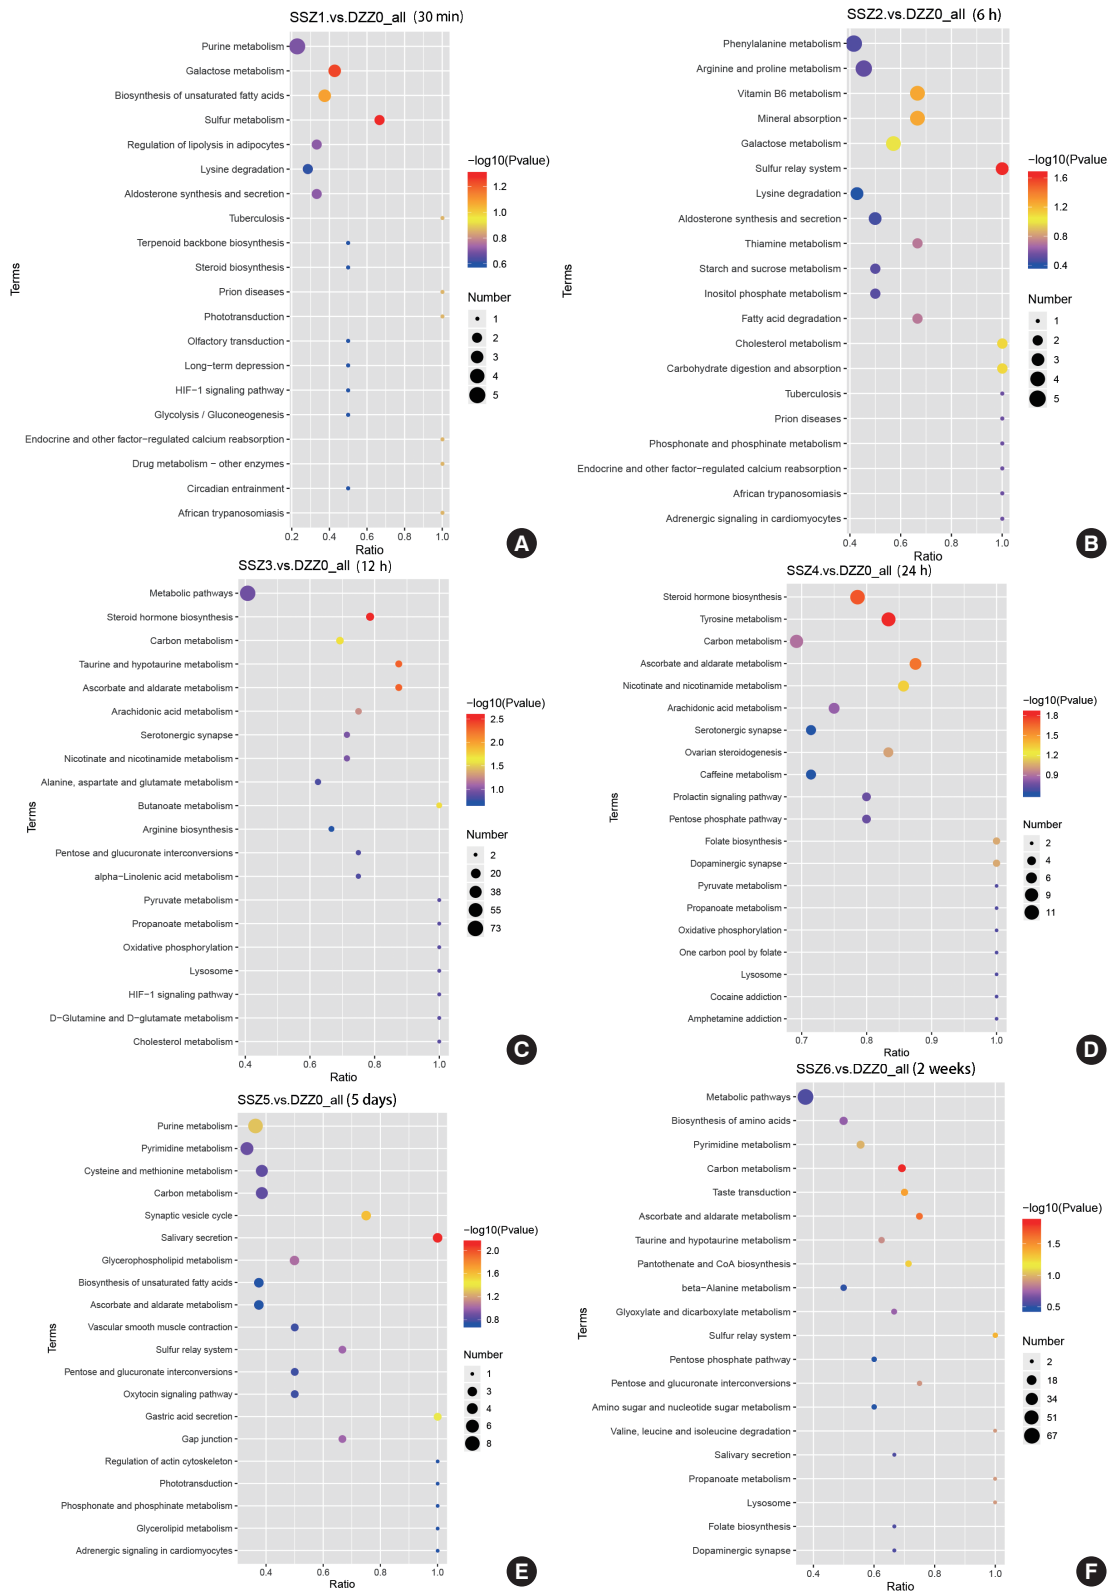 SSZ1.vs.DZZ0_all (30 min)
Terms
Purine metabolism
Galactose metabolism
Biosynthesis of unsaturated fatty acids
Sulfur metabolism
Regulation of lipolysis in adipocytes
Lysine degradation
Aldosterone synthesis and secretion
Tuberculosis
Terpenoid backbone biosynthesis
Steroid biosynthesis
Prion diseases
Phototransduction
Olfactory transduction
Long−term depression
HIF−1 signaling pathway
Glycolysis / Gluconeogenesis
Endocrine and other factor−regulated calcium reabsorption
Drug metabolism − other enzymes
Circadian entrainment
African trypanosomiasis
0.2 0.4 0.6 0.8 1.0
Ratio
−log10(Pvalue)
1.2
1.0
0.8
0.6
Number
1
2
3
4
5
A
SSZ2.vs.DZZ0_all (6 h)
Terms
Phenylalanine metabolism
Arginine and proline metabolism
Vitamin B6 metabolism
Mineral absorption
Galactose metabolism
Sulfur relay system
Lysine degradation
Aldosterone synthesis and secretion
Thiamine metabolism
Starch and sucrose metabolism
Inositol phosphate metabolism
Fatty acid degradation
Cholesterol metabolism
Carbohydrate digestion and absorption
Tuberculosis
Prion diseases
Phosphonate and phosphinate metabolism
Endocrine and other factor−regulated calcium reabsorption
African trypanosomiasis
Adrenergic signaling in cardiomyocytes
0.4 0.6 0.8 1.0
Ratio
−log10(Pvalue
1.6
1.2
0.8
0.4
Number
1
2
3
4
5
B
SSZ3.vs.DZZ0_all (12 h)
Terms
Metabolic pathways
Steroid hormone biosynthesis
Carbon metabolism
Taurine and hypotaurine metabolism
Ascorbate and aldarate metabolism
Arachidonic acid metabolism
Serotonergic synapse
Nicotinate and nicotinamide metabolism
Alanine, aspartate and glutamate metabolism
Butanoate metabolism
Arginine biosynthesis
Pentose and glucuronate interconversions
alpha−Linolenic acid metabolism
Pyruvate metabolism
Propanoate metabolism
Oxidative phosphorylation
Lysosome
HIF−1 signaling pathway
D−Glutamine and D−glutamate metabolism
Cholesterol metabolism
0.4 0.6 0.8 1.0
Ratio
−log10(Pvalue)
2.5
2.0
1.5
1.0
Number
2
20
38
55
73
C
SSZ4.vs.DZZ0_all (24 h)
Terms
Steroid hormone biosynthesis
Tyrosine metabolism
Carbon metabolism
Ascorbate and aldarate metabolism
Nicotinate and nicotinamide metabolism
Arachidonic acid metabolism
Serotonergic synapse
Ovarian steroidogenesis
Caffeine metabolism
Prolactin signaling pathway
Pentose phosphate pathway
Folate biosynthesis
Dopaminergic synapse
Pyruvate metabolism
Propanoate metabolism
Oxidative phosphorylation
One carbon pool by folate
Lysosome
Cocaine addiction
Amphetamine addiction
0.7 0.8 0.9 1.0
Ratio
−log10(Pvalue)
1.8
1.5
1.2
0.9
Number
2
4
6
9
11
D
SSZ5.vs.DZZ0_all (5 days)
Terms
Purine metabolism
Pyrimidine metabolism
Cysteine and methionine metabolism
Carbon metabolism
Synaptic vesicle cycle
Salivary secretion
Glycerophospholipid metabolism
Biosynthesis of unsaturated fatty acids
Ascorbate and aldarate metabolism
Vascular smooth muscle contraction
Sulfur relay system
Pentose and glucuronate interconversions
Oxytocin signaling pathway
Gastric acid secretion
Gap junction
Regulation of actin cytoskeleton
Phototransduction
Phosphonate and phosphinate metabolism
Glycerolipid metabolism
Adrenergic signaling in cardiomyocytes
0.4 0.6 0.8 1.0
Ratio
−log10(Pvalue)
2.0
1.6
1.2
0.8
Number
1
3
4
6
8
E
SSZ6.vs.DZZ0_all (2 weeks)
Terms
Metabolic pathways
Biosynthesis of amino acids
Pyrimidine metabolism
Carbon metabolism
Taste transduction
Ascorbate and aldarate metabolism
Taurine and hypotaurine metabolism
Pantothenate and CoA biosynthesis
beta−Alanine metabolism
Glyoxylate and dicarboxylate metabolism
Sulfur relay system
Pentose phosphate pathway
Pentose and glucuronate interconversions
Amino sugar and nucleotide sugar metabolism
Valine, leucine and isoleucine degradation
Salivary secretion
Propanoate metabolism
Lysosome
Folate biosynthesis
Dopaminergic synapse
0.4 0.6 0.8 1.0
Ratio
−log10(Pvalue)
1.5
1.0
0.5
Number
2
18
34
51
67
F